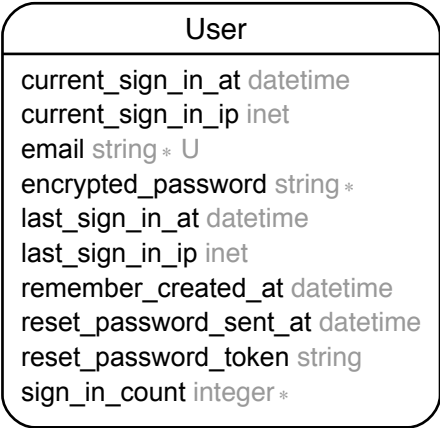 User
current_sign_in_at datetime
current_sign_in_ip inet
email string * U
encrypted_password string *
last_sign_in_at datetime
last_sign_in_ip inet
remember_created_at datetime
reset_password_sent_at datetime
reset_password_token string
sign_in_count integer *